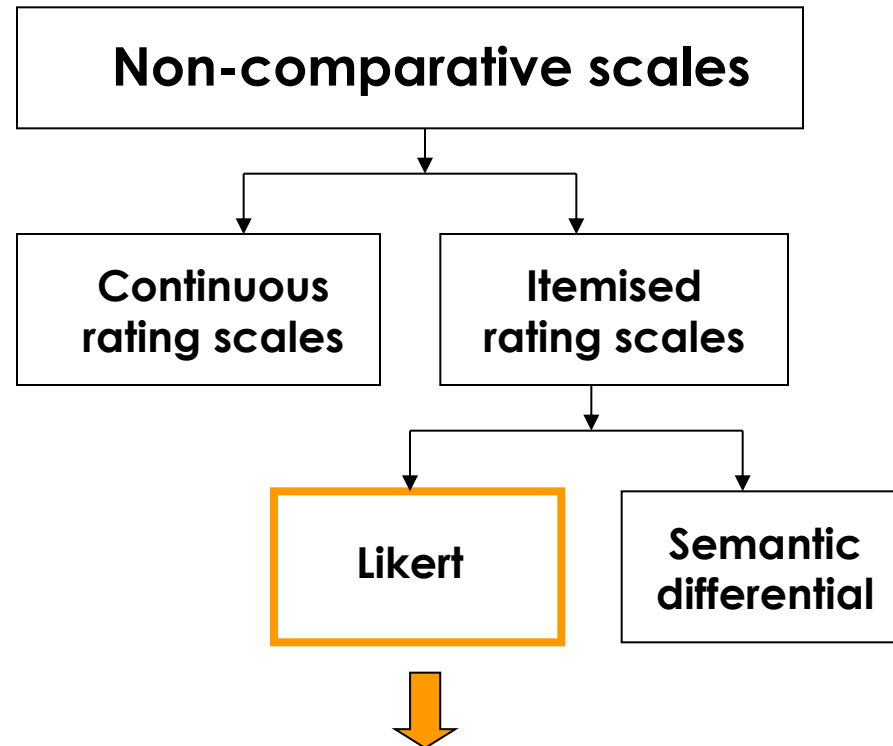 Non-comparative scales
Continuous
rating scales
Itemised
rating scales
Likert
Semantic
differential